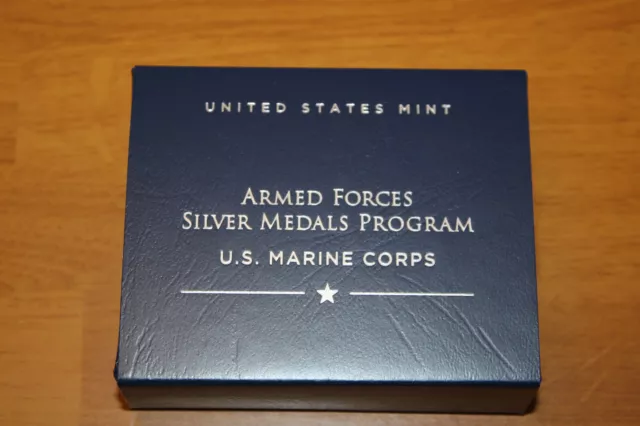 UNITED STATES MINT
ARMED FORCES
SILVER MEDALS PROGRAM
U.S. MARINE CORPS